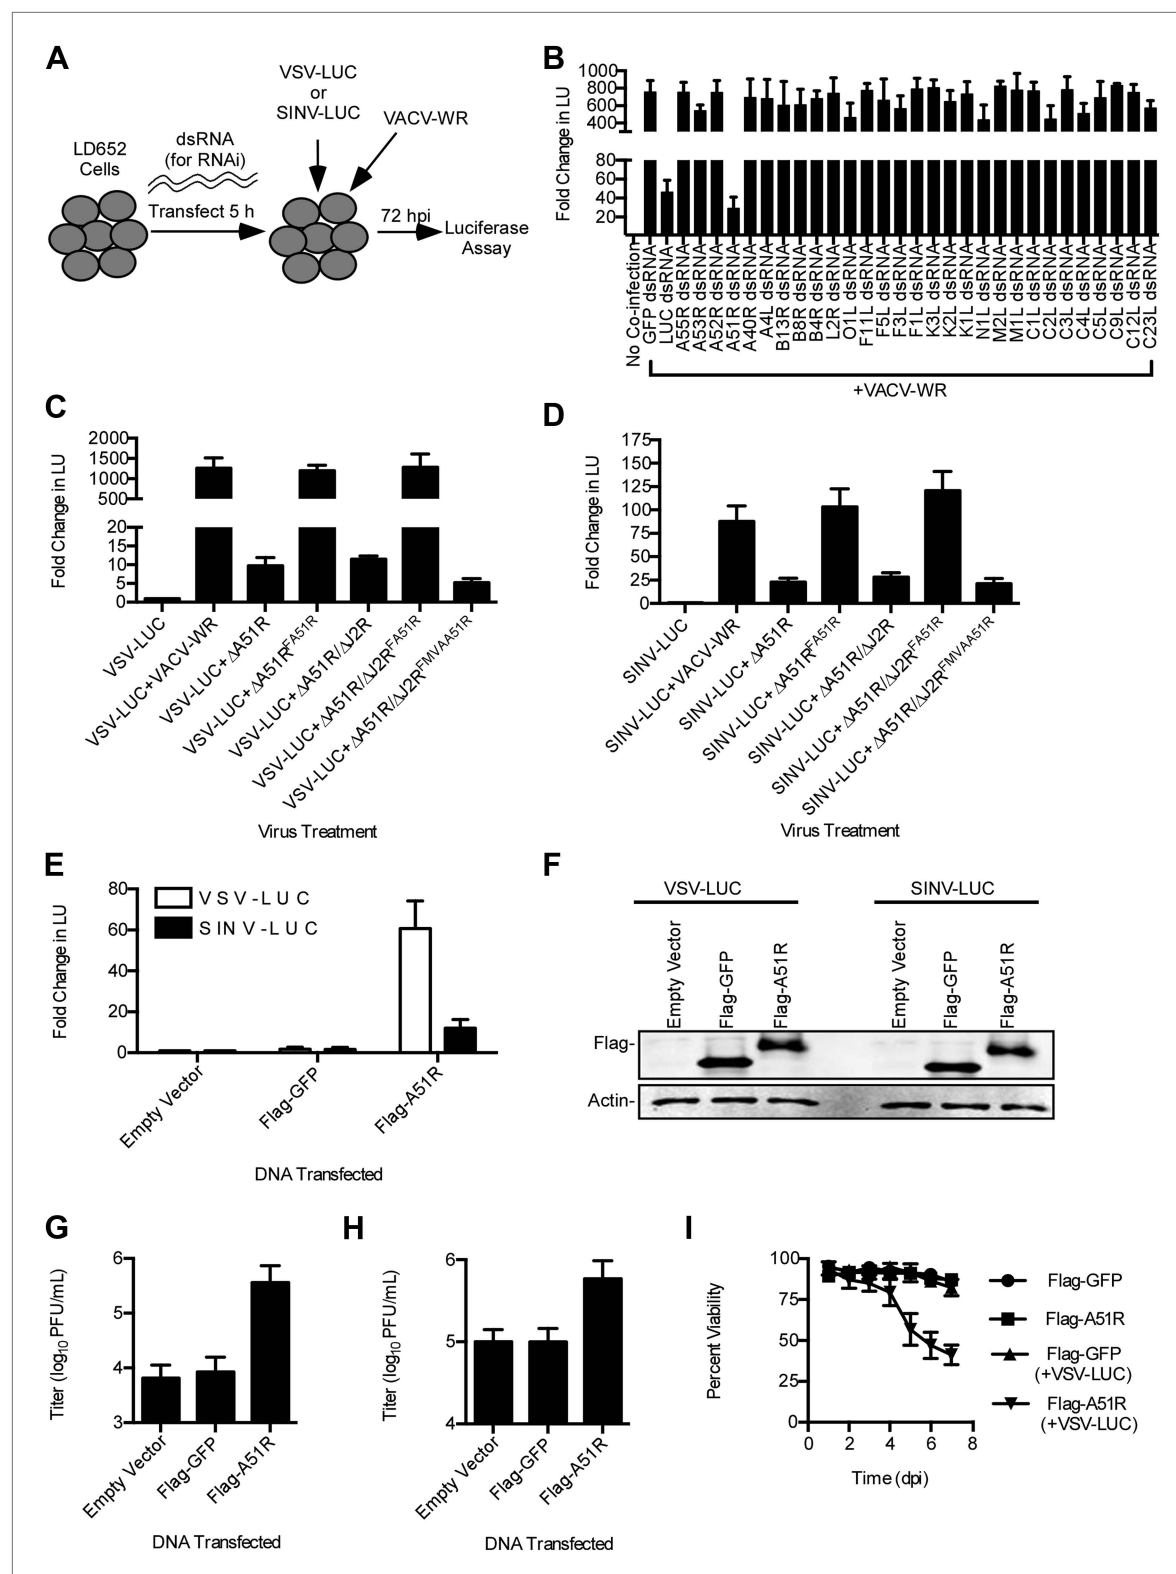 A
LD652
Cells
dsRNA
(for RNAi)
Transfect 5 h
VSV-LUC
or
SINV-LUC
VACV-WR
72 hpi
Luciferase
Assay
B
Fold Change in LU
1000
800
600
400
80
60
40
20
No Co-infection
GFP dsRNA
LUC dsRNA
A55R dsRNA
A53R dsRNA
A52R dsRNA
A51R dsRNA
A40R dsRNA
A4L dsRNA
B13R dsRNA
B8R dsRNA
B4R dsRNA
L2R dsRNA
O1L dsRNA
F11L dsRNA
F5L dsRNA
F3L dsRNA
F1L dsRNA
K3L dsRNA
K2L dsRNA
K1L dsRNA
N1L dsRNA
M2L dsRNA
M1L dsRNA
C1L dsRNA
C2L dsRNA
C3L dsRNA
C4L dsRNA
C5L dsRNA
C9L dsRNA
C12L dsRNA
C23L dsRNA
+VACV-WR
C
Fold Change in LU
2000
1500
1000
500
20
15
10
5
0
VSV-LUC
VSV-LUC+VACV-WR
VSV-LUC+ΔA51R
VSV-LUC+ΔA51R^FA51R
VSV-LUC+ΔA51R/ΔJ2R
VSV-LUC+ΔA51R/ΔJ2R^FA51R
VSV-LUC+ΔA51R/ΔJ2R^FMVAA51R
Virus Treatment
D
Fold Change in LU
175
150
125
100
75
50
25
0
SINV-LUC
SINV-LUC+VACV-WR
SINV-LUC+ΔA51R
SINV-LUC+ΔA51R^FA51R
SINV-LUC+ΔA51R/ΔJ2R
SINV-LUC+ΔA51R/ΔJ2R^FA51R
SINV-LUC+ΔA51R/ΔJ2R^FMVAA51R
Virus Treatment
E
Fold Change in LU
80
60
40
20
0
VSV-LUC
SINV-LUC
Empty Vector
Flag-GFP
Flag-A51R
DNA Transfected
F
VSV-LUC
SINV-LUC
Empty Vector
Flag-GFP
Flag-A51R
Empty Vector
Flag-GFP
Flag-A51R
Flag-
Actin-
G
Titer (log10 PFU/mL)
6
5
4
3
Empty Vector
Flag-GFP
Flag-A51R
DNA Transfected
H
Titer (log10 PFU/mL)
6
5
4
Empty Vector
Flag-GFP
Flag-A51R
DNA Transfected
I
Percent Viability
100
75
50
25
0
0 2 4 6 8
Time (dpi)
Flag-GFP
Flag-A51R
Flag-GFP
(+VSV-LUC)
Flag-A51R
(+VSV-LUC)